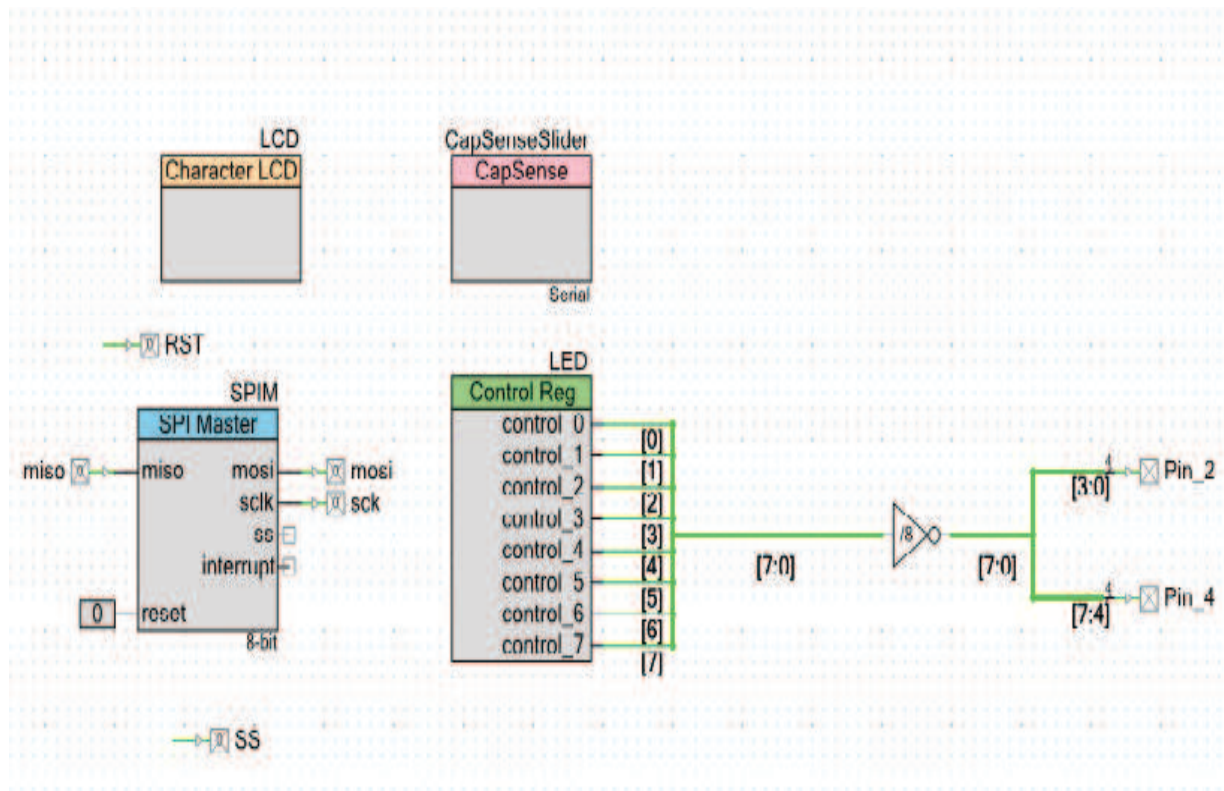 LCD
Character LCD
CapSenseSlider
CapSense
Serial
RST
SPIM
SPI Master
miso
miso
mosi
mosi
sclk
sck
ss
interrupt
0
reset
8-bit
SS
LED
Control Reg
control_0
[0]
control_1
[1]
control_2
[2]
control_3
[3]
control_4
[4]
control_5
[5]
control_6
[6]
control_7
[7]
[7:0]
/8
[7:0]
4
[3:0]
Pin_2
4
[7:4]
Pin_4